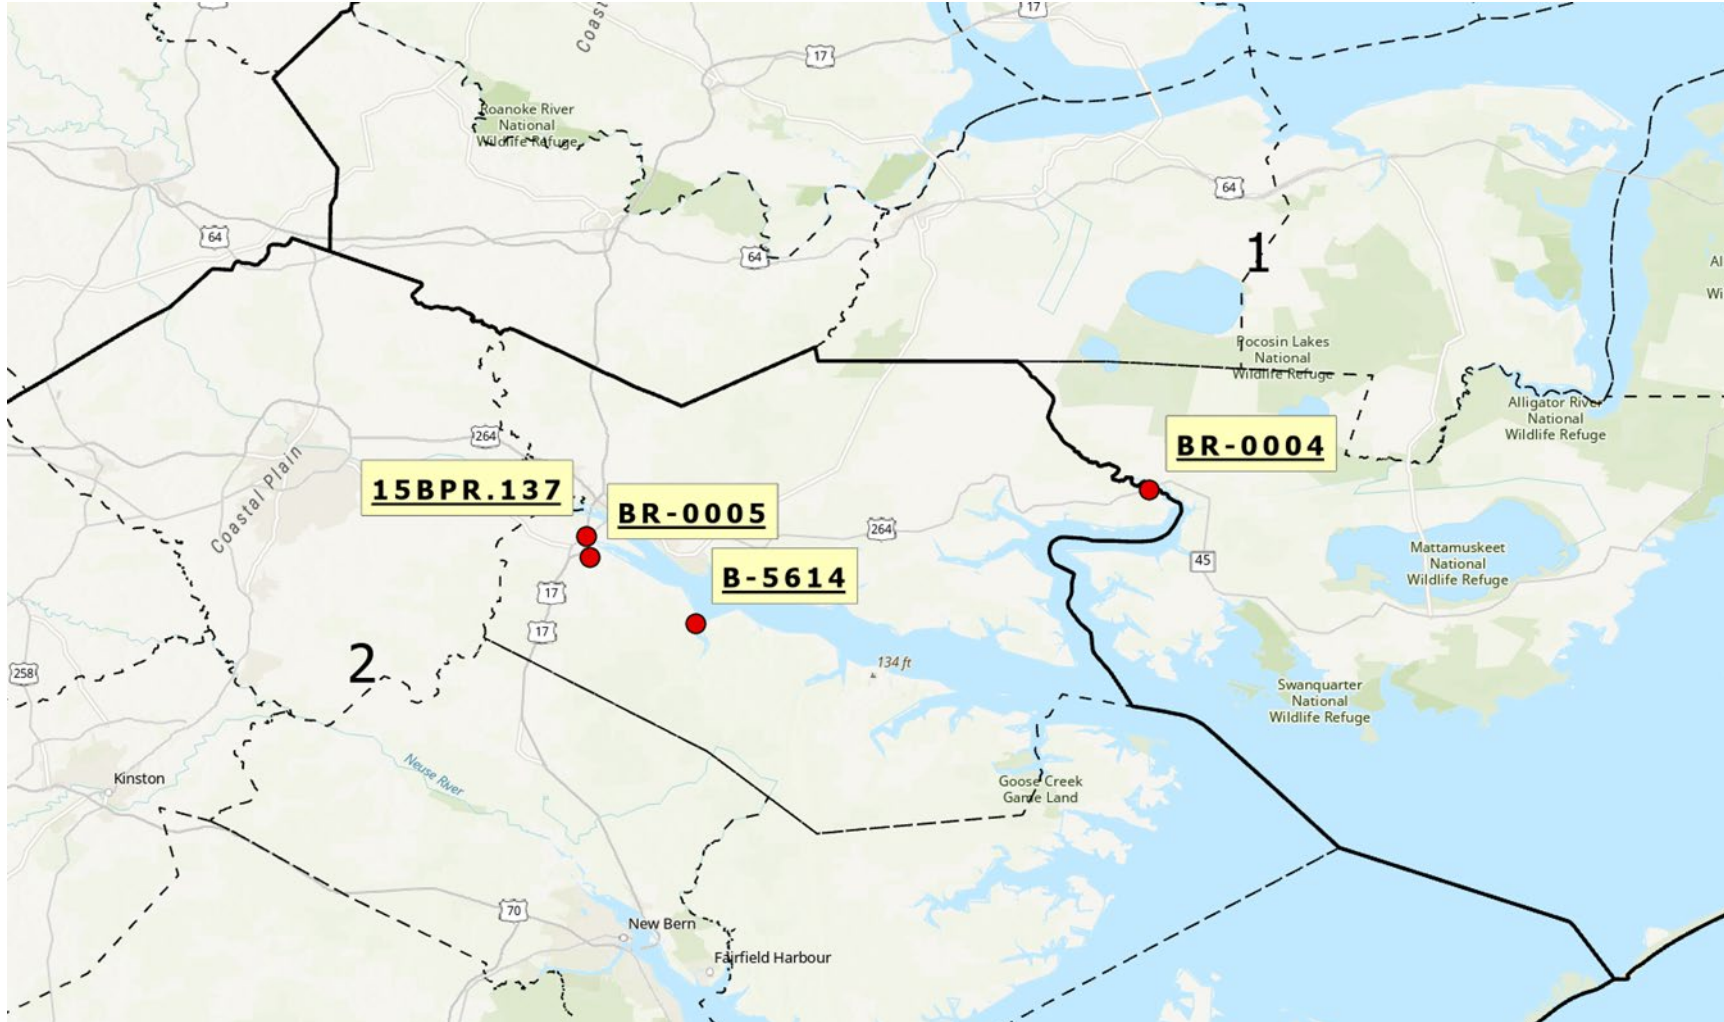 17
Coast
17
Roanoke River
National
Wildlife Refuge
64
64
64
1
Al
Wi
Pocosin Lakes
National
Wildlife Refuge
Alligator River
National
Wildlife Refuge
264
BR-0004
Coastal Plain
15BPR.137
BR-0005
264
Mattamuskeet
National
Wildlife Refuge
45
B-5614
17
17
2
134 ft
258
Swanquarter
National
Wildlife Refuge
Neuse River
Kinston
Goose Creek
Game Land
70
New Bern
Fairfield Harbour